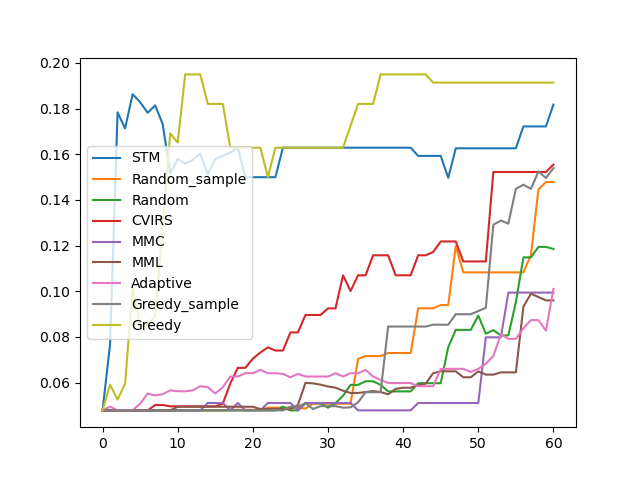 0.20
0.18
0.16
0.14
0.12
0.10
0.08
0.06
STM
Random_sample
Random
CVIRS
MMC
MML
Adaptive
Greedy_sample
Greedy
0 10 20 30 40 50 60